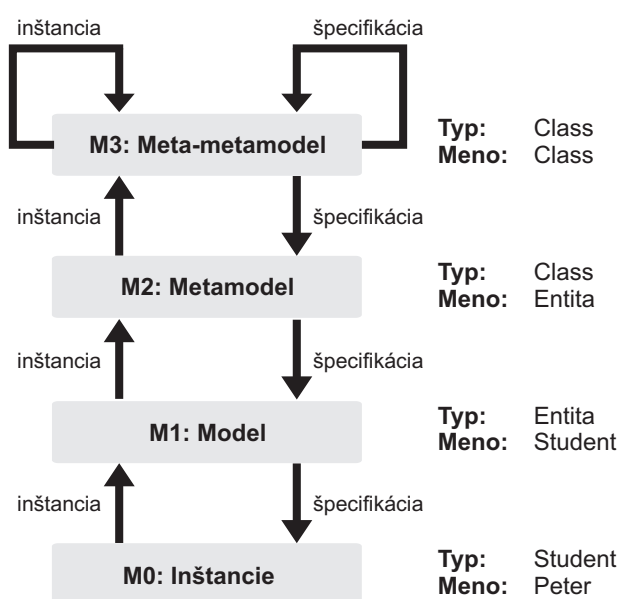 inštancia
špecifikácia
M3: Meta-metamodel
Typ: Class
Meno: Class
inštancia
špecifikácia
M2: Metamodel
Typ: Class
Meno: Entita
inštancia
špecifikácia
M1: Model
Typ: Entita
Meno: Student
inštancia
špecifikácia
M0: Inštancie
Typ: Student
Meno: Peter